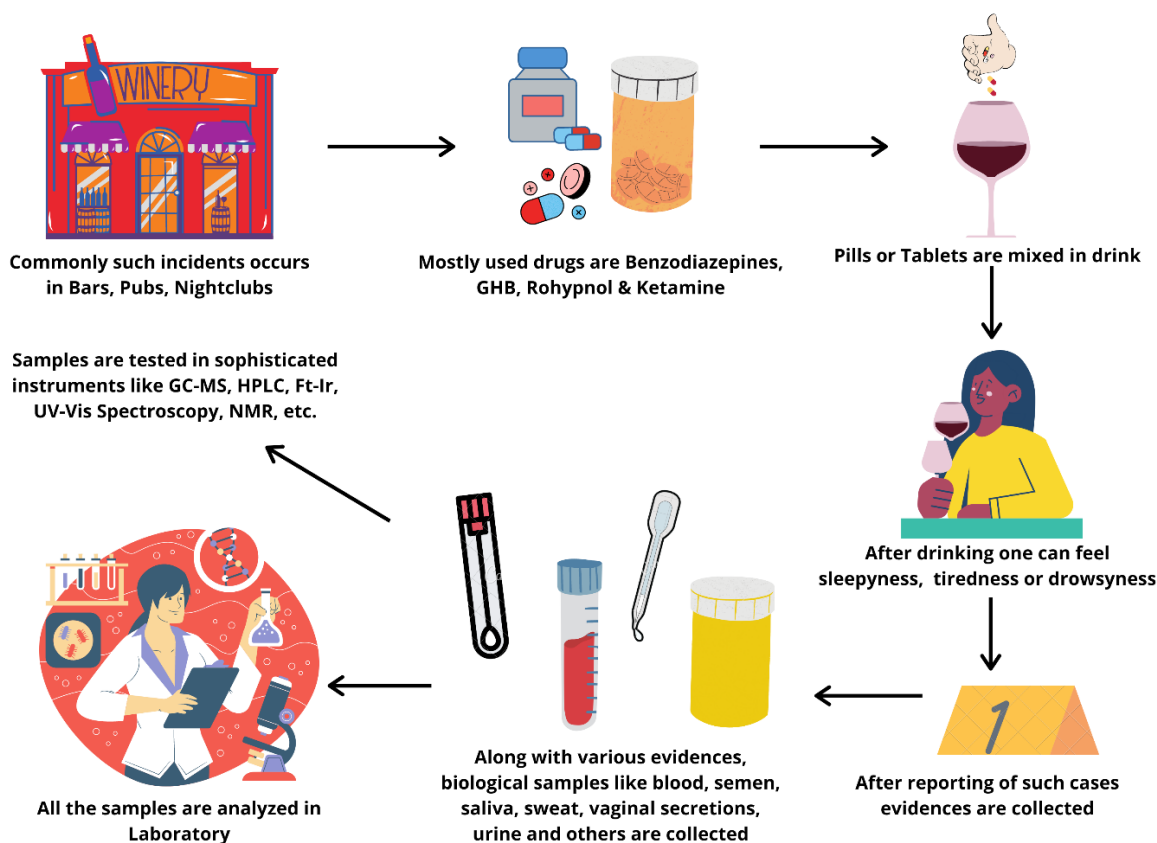 WINERY
Commonly such incidents occurs
in Bars, Pubs, Nightclubs
Mostly used drugs are Benzodiazepines,
GHB, Rohypnol & Ketamine
Pills or Tablets are mixed in drink
After drinking one can feel
sleepyness, tiredness or drowsyness
1
After reporting of such cases
evidences are collected
Along with various evidences,
biological samples like blood, semen,
saliva, sweat, vaginal secretions,
urine and others are collected
All the samples are analyzed in
Laboratory
Samples are tested in sophisticated
instruments like GC-MS, HPLC, Ft-Ir,
UV-Vis Spectroscopy, NMR, etc.